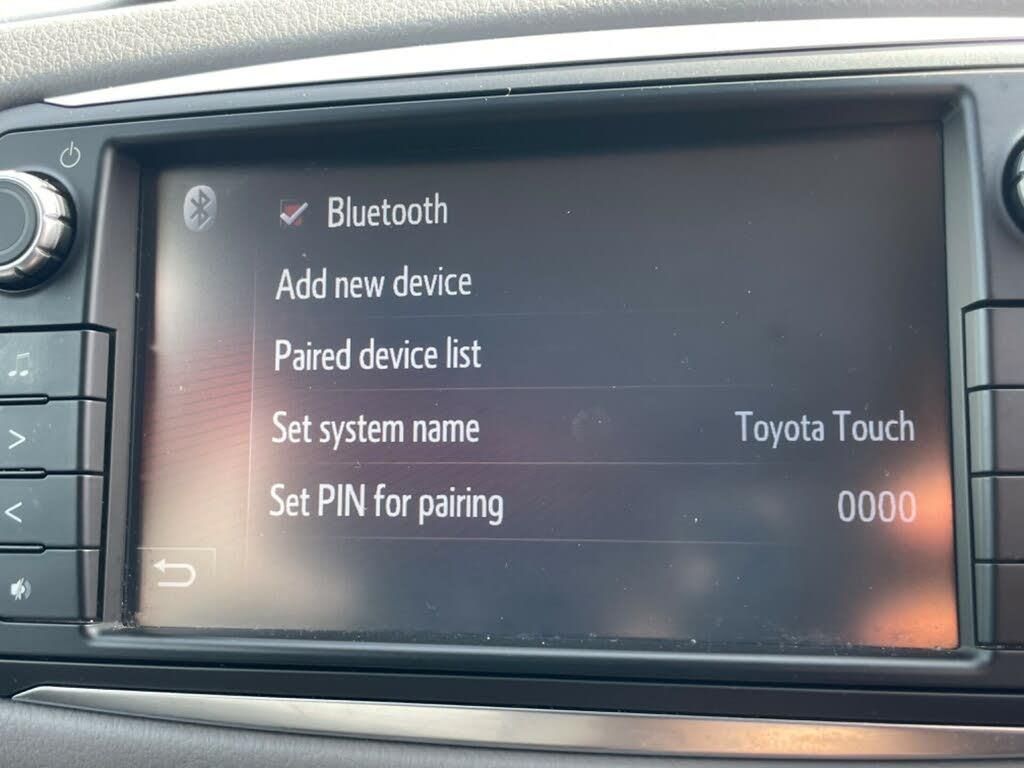 Bluetooth
Add new device
Paired device list
Set system name Toyota Touch
Set PIN for pairing 0000